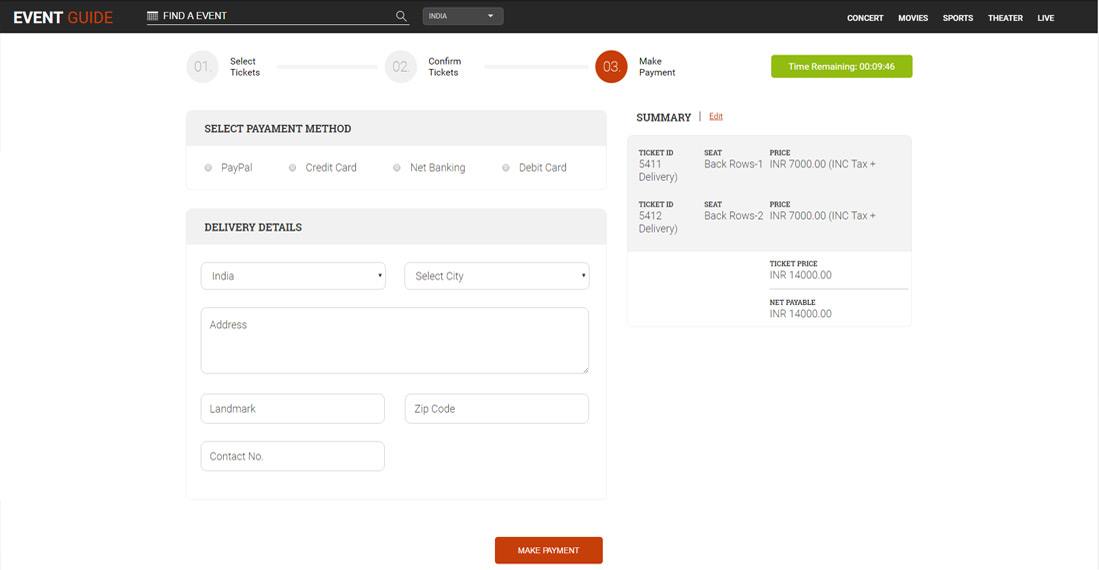 EVENT GUIDE
FIND A EVENT
INDIA
CONCERT MOVIES SPORTS THEATER LIVE
01.
Select
Tickets
02.
Confirm
Tickets
03.
Make
Payment
Time Remaining: 00:09:46
SELECT PAYAMENT METHOD
PayPal Credit Card Net Banking Debit Card
DELIVERY DETAILS
India Select City
Address
Landmark Zip Code
Contact No.
SUMMARY | Edit
TICKET ID SEAT PRICE
5411 Back Rows-1 INR 7000.00 (INC Tax +
Delivery)
TICKET ID SEAT PRICE
5412 Back Rows-2 INR 7000.00 (INC Tax +
Delivery)
TICKET PRICE
INR 14000.00
NET PAYABLE
INR 14000.00
MAKE PAYMENT